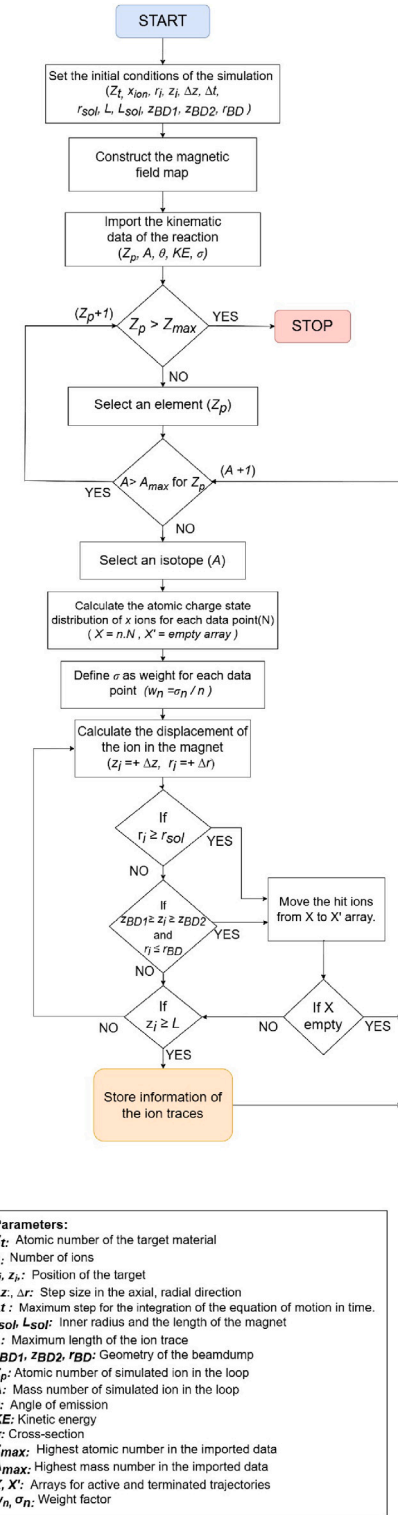 START
Set the initial conditions of the simulation
(Zt, xion, ri, zi, Δz, Δt,
rsol, L, Lsol, zBD1, zBD2, rBD )
Construct the magnetic
field map
Import the kinematic
data of the reaction
(Zp, A, θ, KE, σ)
(Zp+1)
Zp > Zmax
YES
STOP
NO
Select an element (Zp)
(A +1)
A> Amax for Zp
YES
NO
Select an isotope (A)
Calculate the atomic charge state
distribution of x ions for each data point(N)
( X = n.N , X' = empty array )
Define σ as weight for each data
point (wn =σn / n )
Calculate the displacement of
the ion in the magnet
(zi =+ Δz, ri =+ Δr)
If
ri ≥ rsol
YES
NO
If
zBD1≥ zi ≥ zBD2
and
ri ≤ rBD
YES
NO
Move the hit ions
from X to X' array.
If
zi ≥ L
NO
YES
If X
empty
NO
YES
Store information of
the ion traces
Parameters:
t: Atomic number of the target material
: Number of ions
, zi,: Position of the target
z:, Δr: Step size in the axial, radial direction
t : Maximum step for the integration of the equation of motion in time.
sol, Lsol: Inner radius and the length of the magnet
: Maximum length of the ion trace
BD1, zBD2, rBD: Geometry of the beamdump
p: Atomic number of simulated ion in the loop
: Mass number of simulated ion in the loop
: Angle of emission
KE: Kinetic energy
: Cross-section
max: Highest atomic number in the imported data
max: Highest mass number in the imported data
, X': Arrays for active and terminated trajectories
n, σn: Weight factor